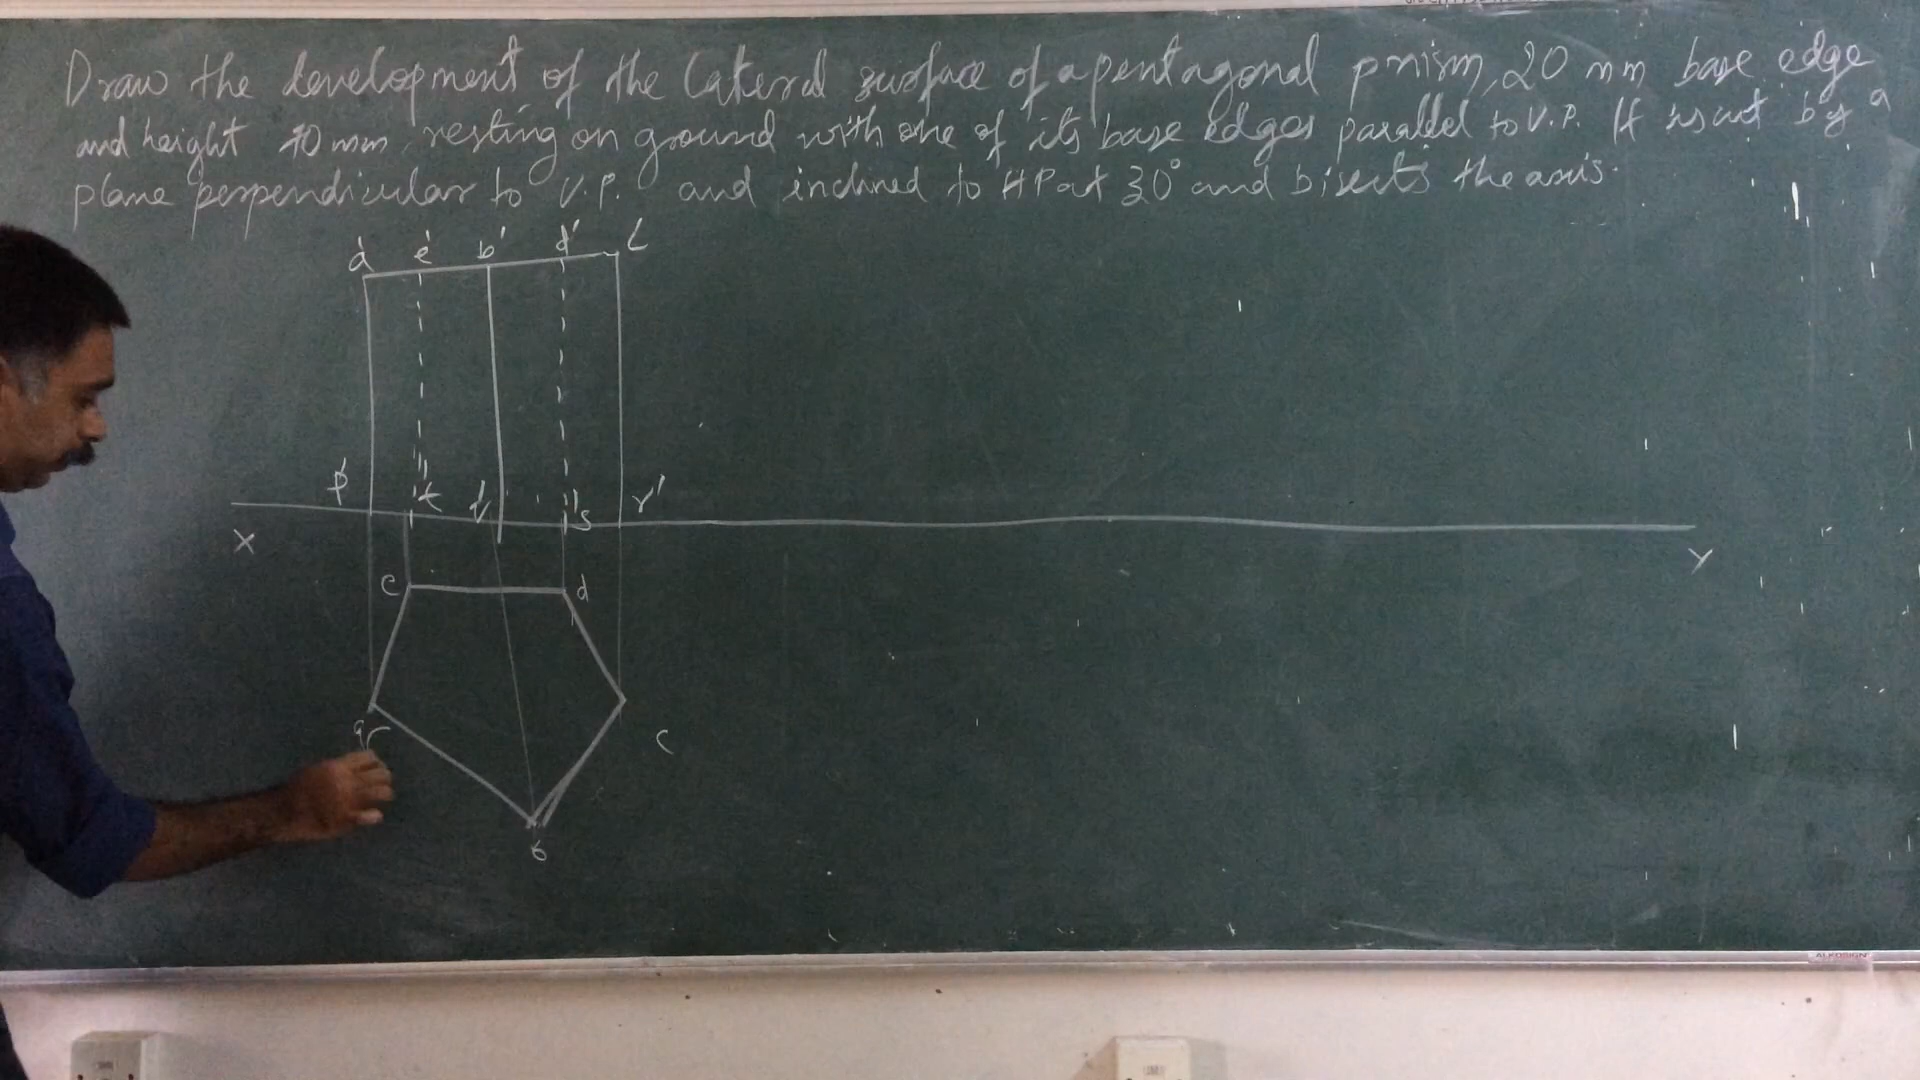 Draw the development of the lateral surface of a pentagonal prism, 20 mm base edge
and height 70 mm, resting on ground with one of its base edges parallel to V.P. It is cut by a
plane perpendicular to V.P. and inclined to HP at 30° and bisects the axis.
a' e' b' d' c'
p' t' q' s' r'
X Y
e d
a c
b
ALKOSIGN